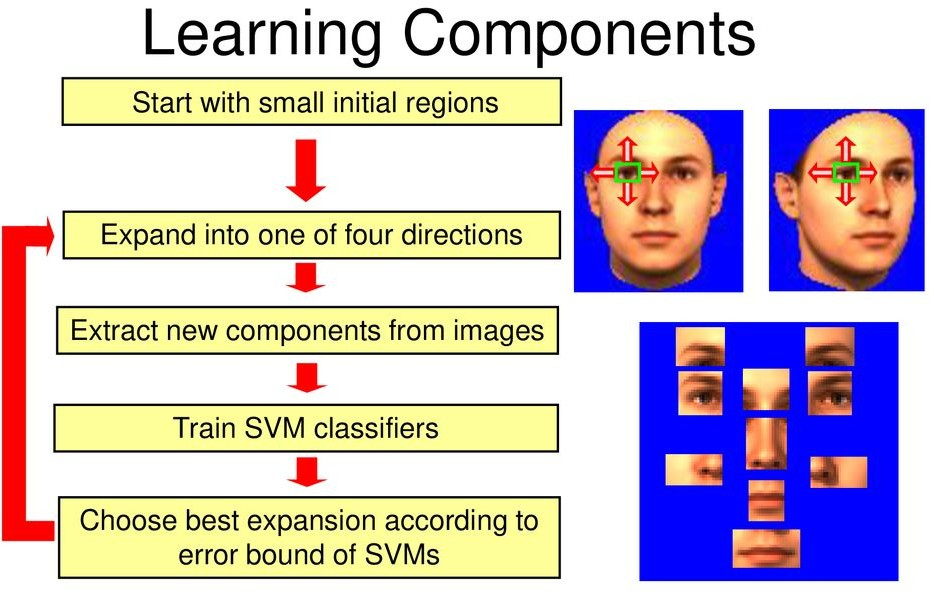 Learning Components
Start with small initial regions
Expand into one of four directions
Extract new components from images
Train SVM classifiers
Choose best expansion according to
error bound of SVMs